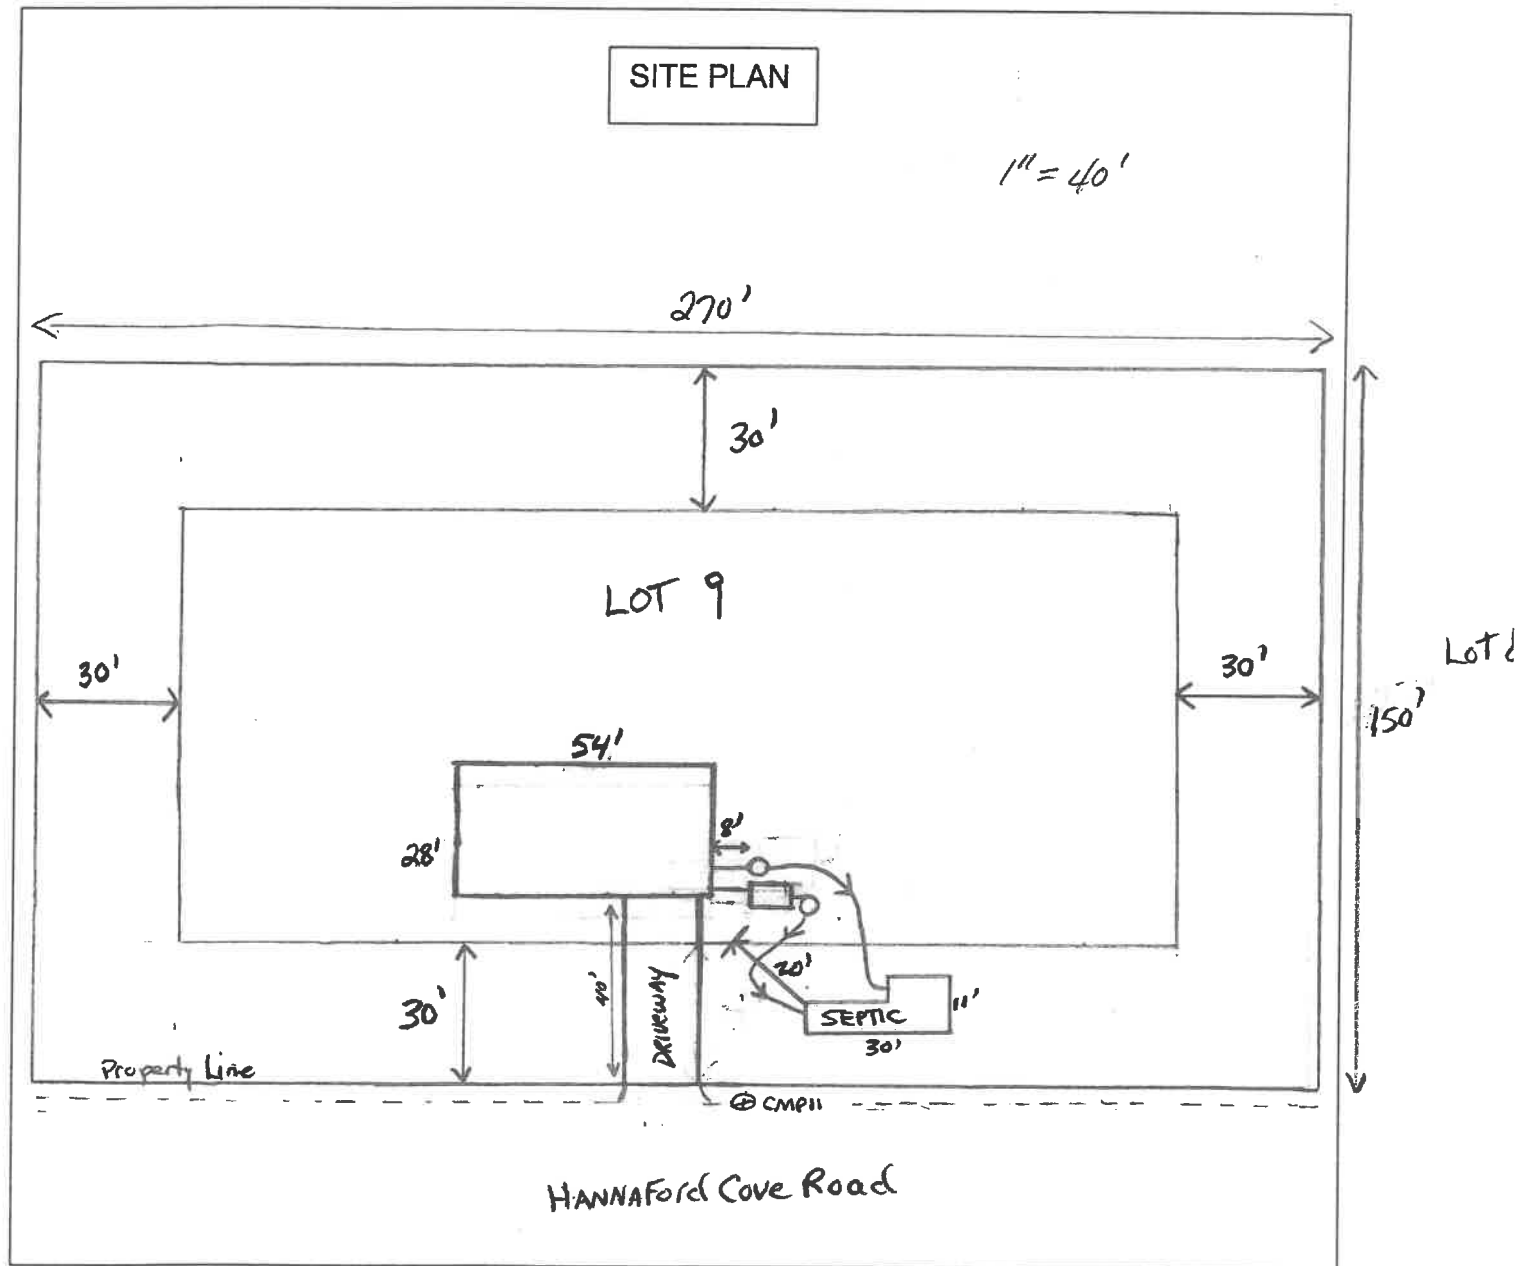 SITE PLAN
1" = 40'
270'
30'
LOT 9
30'
30'
Lot
150'
54'
8'
28'
20'
40'
DRIVEWAY
30'
11'
SEPTIC
30'
Property Line
CMP11
HANNAFord Cove Road